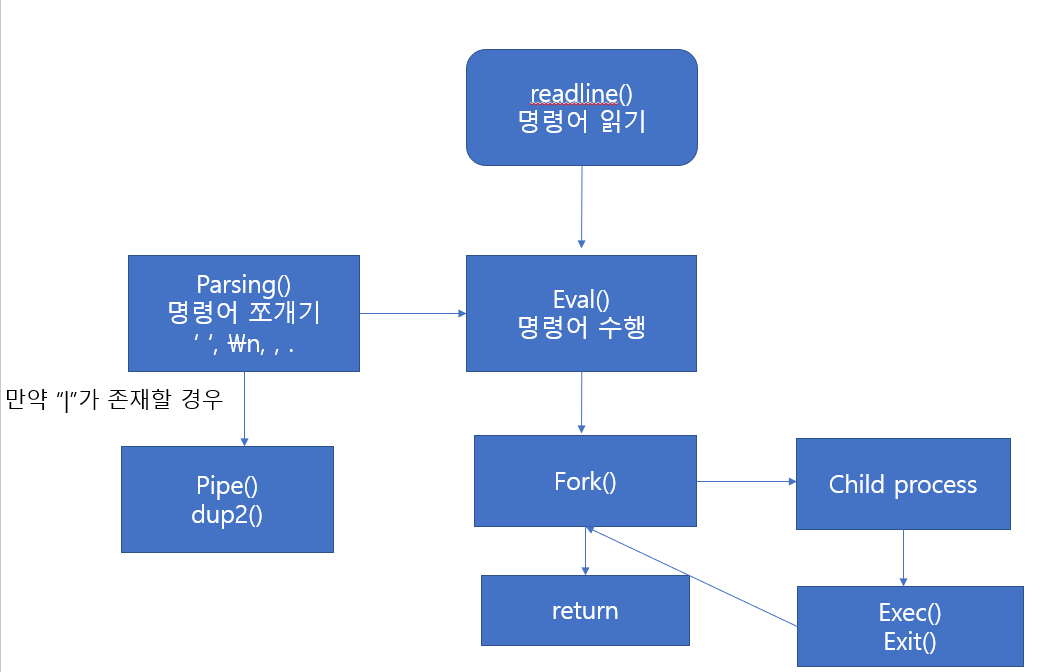 readline()
명령어 읽기
Parsing()
명령어 쪼개기
‘ ‘, ₩n, , .
Eval()
명령어 수행
만약 “|”가 존재할 경우
Pipe()
dup2()
Fork()
Child process
return
Exec()
Exit()